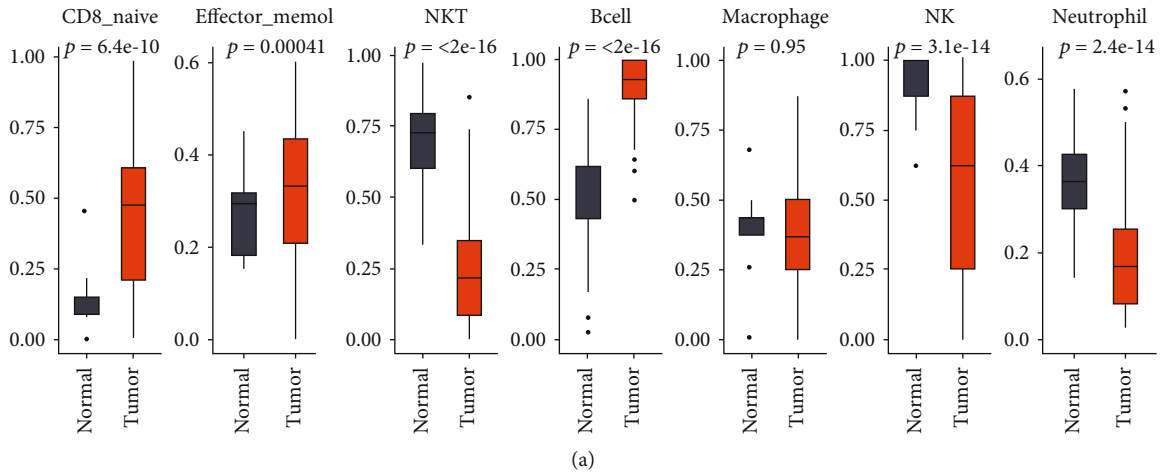 CD8_naive Effector_memol NKT Bcell Macrophage NK Neutrophil
p = 6.4e-10 p = 0.00041 p = <2e-16 p = <2e-16 p = 0.95 p = 3.1e-14 p = 2.4e-14
1.00 0.6 1.00 1.00 1.00 1.00 0.6
0.75 0.4 0.75 0.75 0.75 0.75 0.4
0.50 0.2 0.50 0.50 0.50 0.50 0.2
0.25 0.0 0.25 0.25 0.25 0.25 0.0
0.00 0.00 0.00 0.00 0.00
Normal Tumor Normal Tumor Normal Tumor Normal Tumor Normal Tumor Normal Tumor Normal Tumor
(a)